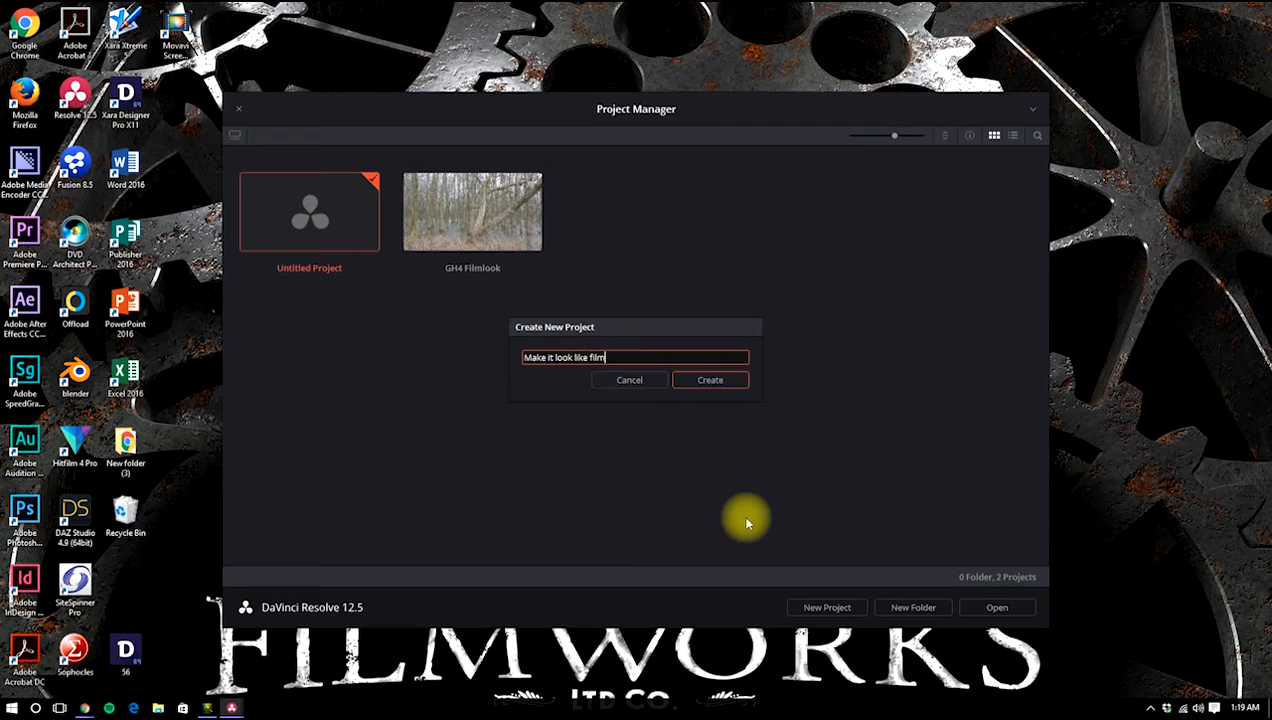 Google
Chrome
Adobe
Acrobat
Xara Xtreme
5
Movavi
Scree...
Mozilla
Firefox
Resolve 12.5
Xara Designer
Pro X11
Adobe Media
Encoder CC...
Fusion 8.5
Word 2016
Adobe
Premiere P...
DVD
Architect P...
Publisher
2016
Adobe After
Effects CC...
Offload
PowerPoint
2016
Adobe
SpeedGra...
blender
Excel 2016
Adobe
Audition ...
Hitfilm 4 Pro
New folder
(3)
Adobe
Photosh...
DAZ Studio
4.9 (64bit)
Recycle Bin
Adobe
InDesign ...
SiteSpinner
Pro
Adobe
Acrobat DC
Sophocles
56
Project Manager
Untitled Project
GH4 Filmlook
Create New Project
Make it look like film
Cancel
Create
0 Folder, 2 Projects
DaVinci Resolve 12.5
New Project
New Folder
Open
FILMWORKS
LTD CO.
1:19 AM